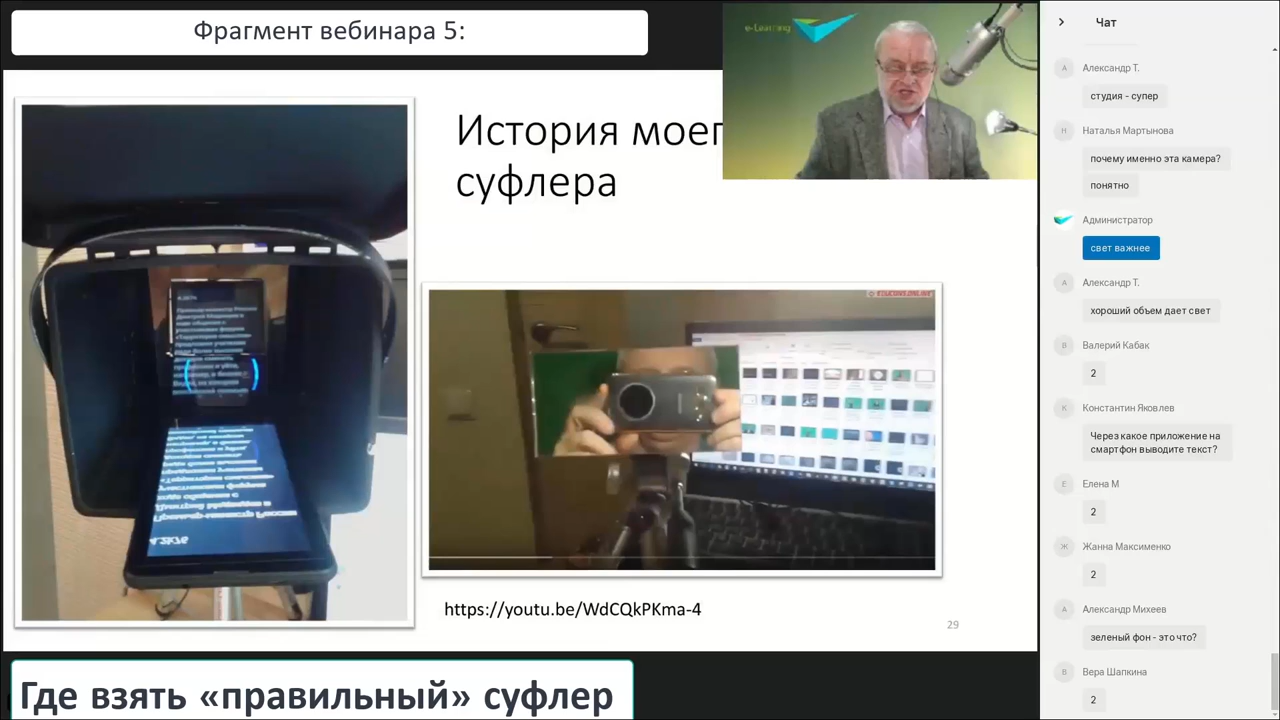 Фрагмент вебинара 5:
e-Learning
История моег
суфлера
EDUCONS.ONLINE
https://youtu.be/WdCQkPKma-4
29
Где взять «правильный» суфлер
Чат
А
Александр Т.
студия - супер
Н
Наталья Мартынова
почему именно эта камера?
понятно
Администратор
свет важнее
А
Александр Т.
хороший объем дает свет
В
Валерий Кабак
2
К
Константин Яковлев
Через какое приложение на
смартфон выводите текст?
Е
Елена М
2
Ж
Жанна Максименко
2
А
Александр Михеев
зеленый фон - это что?
В
Вера Шапкина
2